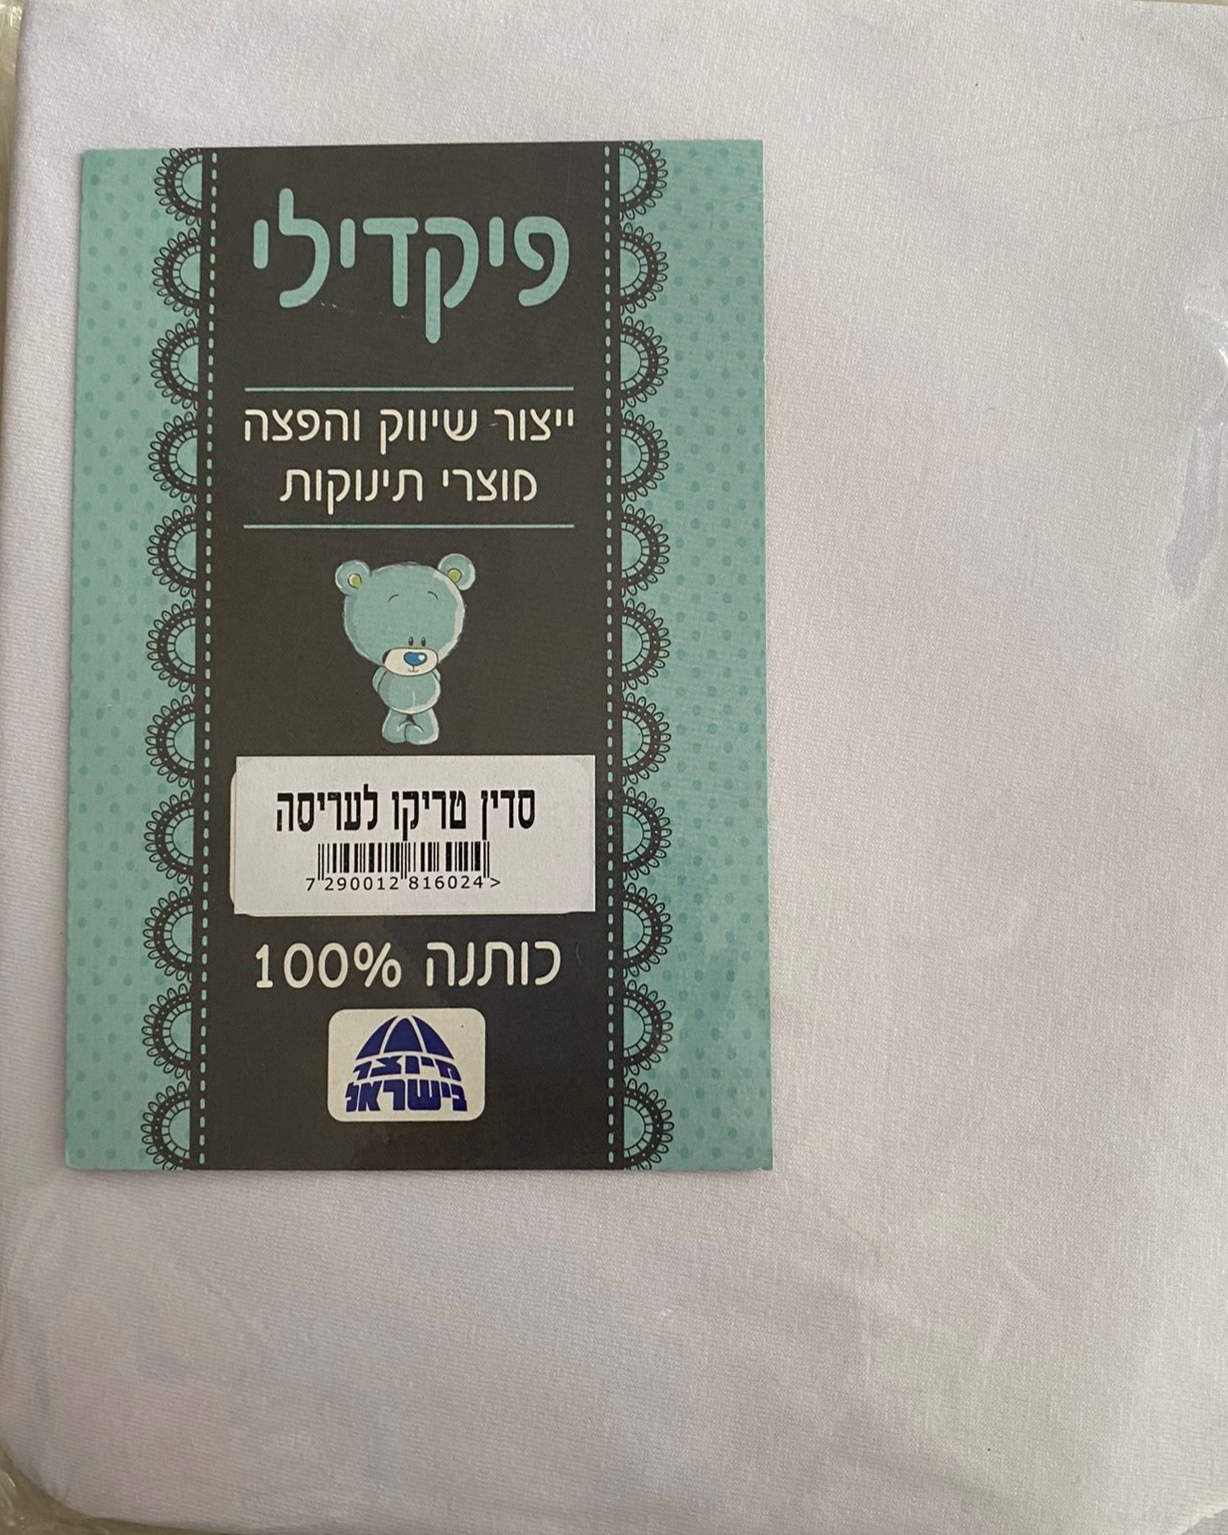 פיקדילי
ייצור שיווק והפצה
מוצרי תינוקות
סדין טריקו לעריסה
7 290012 816024 >
כותנה 100%
מיוצר
בישראל